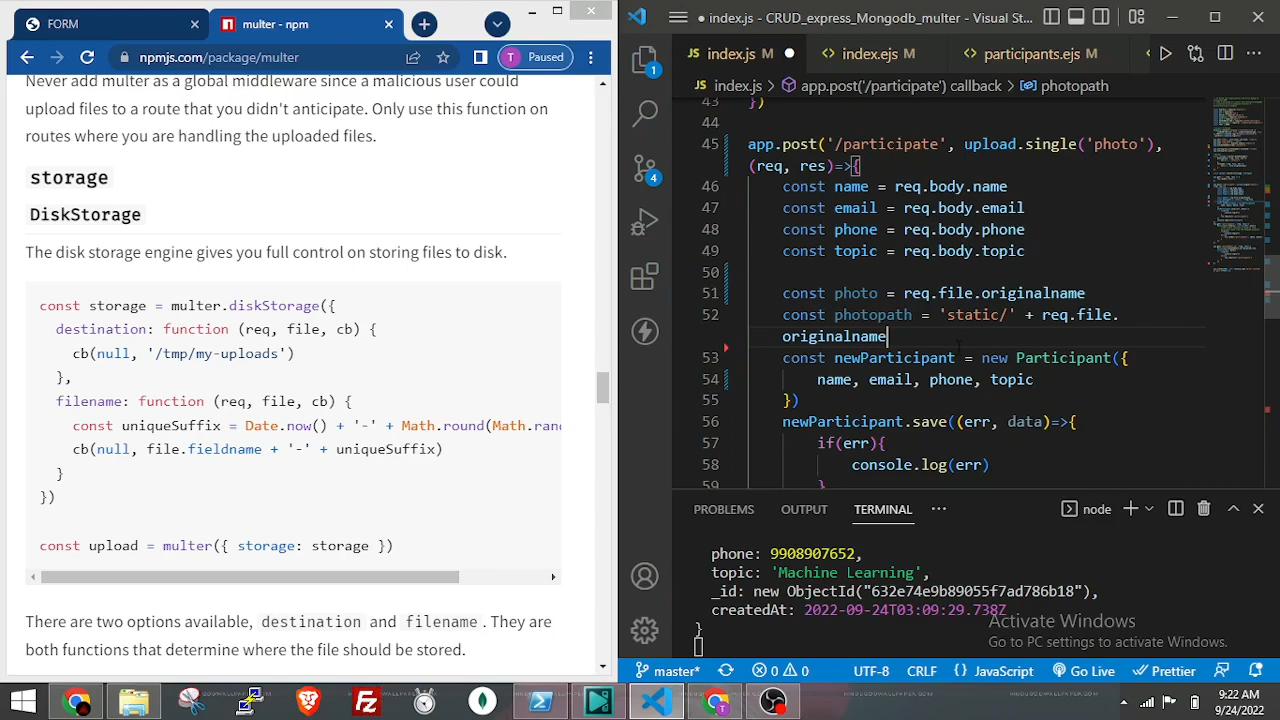 FORM
multer - npm
npmjs.com/package/multer
Paused
Never add multer as a global middleware since a malicious user could
upload files to a route that you didn't anticipate. Only use this function on
routes where you are handling the uploaded files.
storage
DiskStorage
The disk storage engine gives you full control on storing files to disk.
const storage = multer.diskStorage({
destination: function (req, file, cb) {
cb(null, '/tmp/my-uploads')
},
filename: function (req, file, cb) {
const uniqueSuffix = Date.now() + '-' + Math.round(Math.ran
cb(null, file.fieldname + '-' + uniqueSuffix)
}
})
const upload = multer({ storage: storage })
There are two options available, destination and filename. They are
both functions that determine where the file should be stored.
index.js - CRUD_expressMongodb_multer - Visual St...
index.js M
index.ejs M
participants.ejs M
index.js > app.post('/participate') callback > photopath
43 })
44
45 app.post('/participate', upload.single('photo'),
(req, res)=>{
46 const name = req.body.name
47 const email = req.body.email
48 const phone = req.body.phone
49 const topic = req.body.topic
50
51 const photo = req.file.originalname
52 const photopath = 'static/' + req.file.
originalname
53 const newParticipant = new Participant({
54 name, email, phone, topic
55 })
56 newParticipant.save((err, data)=>{
57 if(err){
58 console.log(err)
59 }
1
4
PROBLEMS OUTPUT TERMINAL
node
phone: 9908907652,
topic: 'Machine Learning',
_id: new ObjectId("632e74e9b89055f7ad786b18"),
createdAt: 2022-09-24T03:09:29.738Z
}
Activate Windows
Go to PC settings to activate Windows.
master* 0 0 UTF-8 CRLF {} JavaScript Go Live Prettier
9:22 AM
9/24/2022